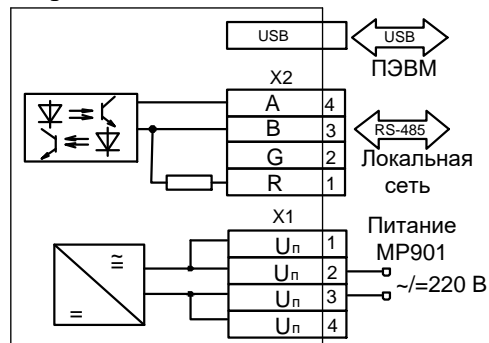 USB
USB
ПЭВМ
X2
A 4
B 3
RS-485
G 2
Локальная
R 1
сеть
X1
Питание
Uп 1
МР901
Uп 2
~/=220 В
Uп 3
Uп 4